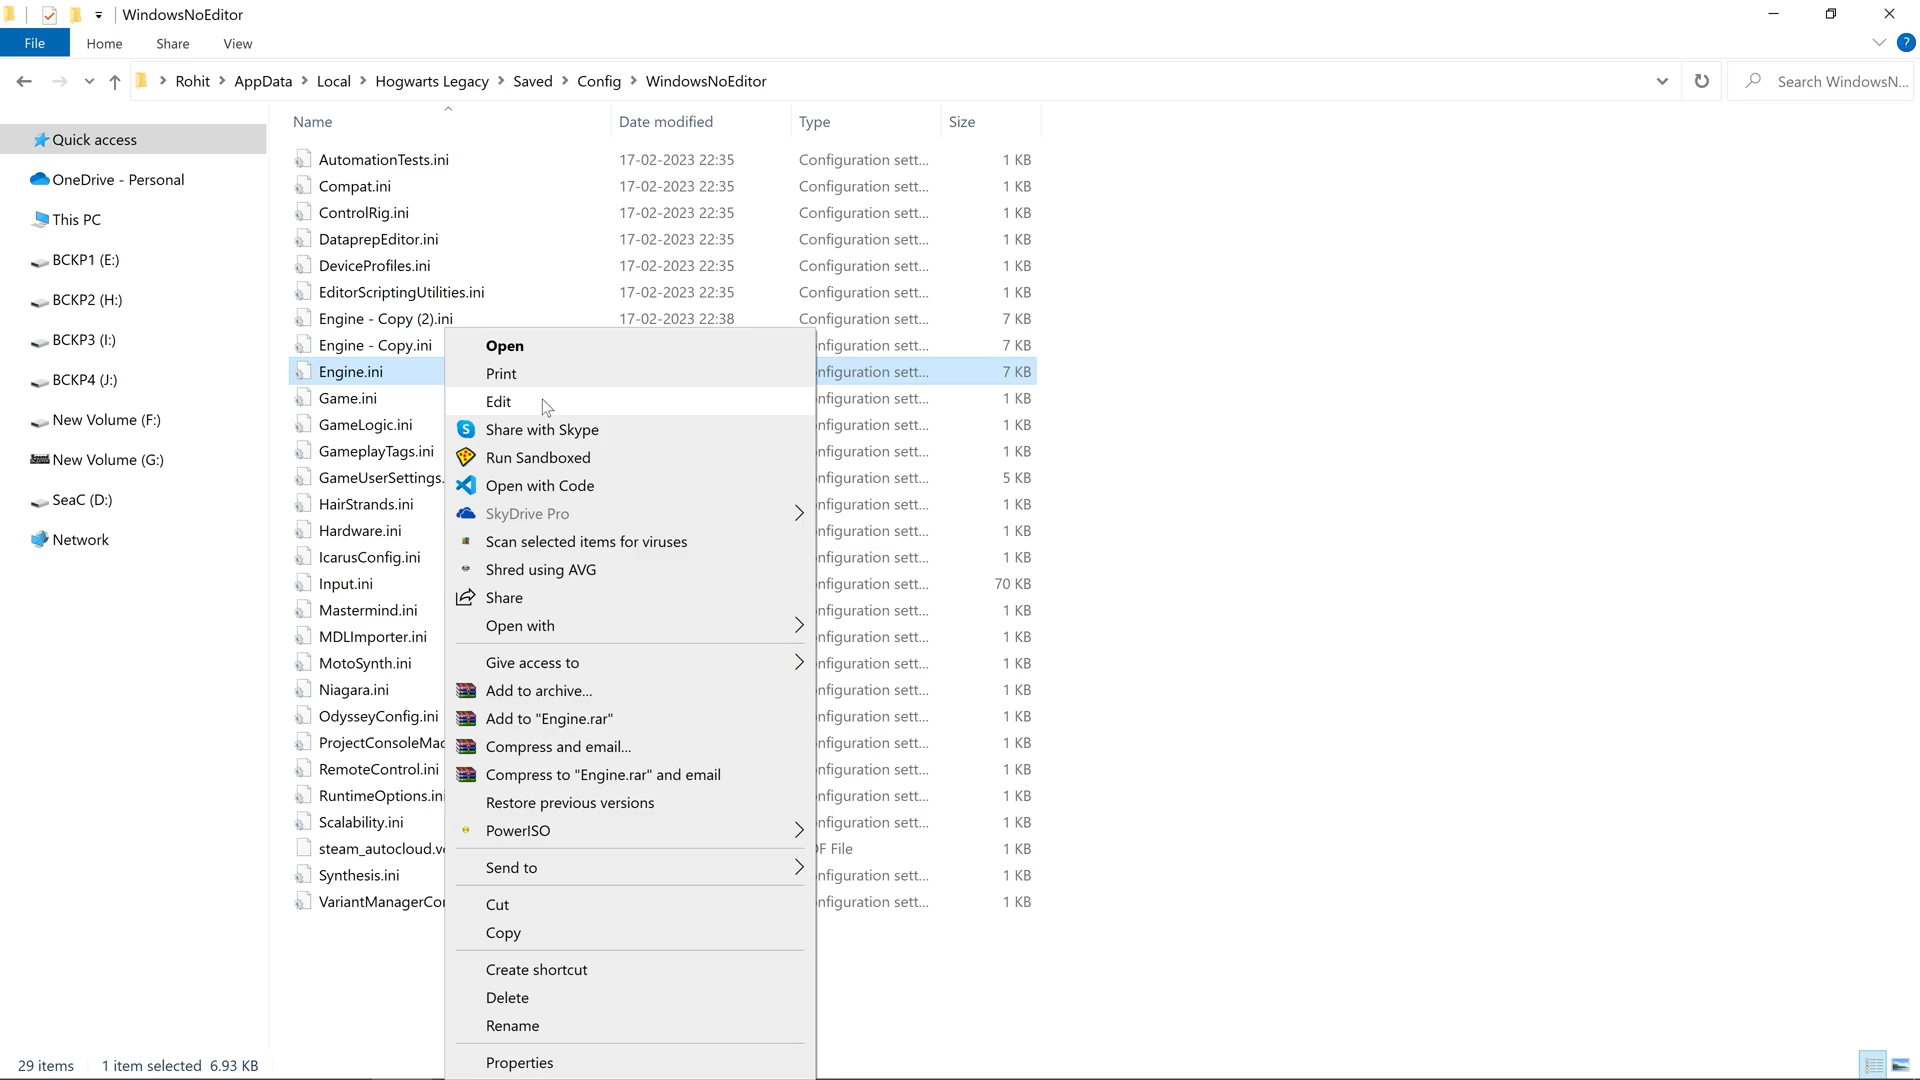 WindowsNoEditor
File Home Share View
Rohit AppData Local Hogwarts Legacy Saved Config WindowsNoEditor Search WindowsN...
Name Date modified Type Size
Quick access
OneDrive - Personal
This PC
BCKP1 (E:)
BCKP2 (H:)
BCKP3 (I:)
BCKP4 (J:)
New Volume (F:)
New Volume (G:)
SeaC (D:)
Network
AutomationTests.ini 17-02-2023 22:35 Configuration sett... 1 KB
Compat.ini 17-02-2023 22:35 Configuration sett... 1 KB
ControlRig.ini 17-02-2023 22:35 Configuration sett... 1 KB
DataprepEditor.ini 17-02-2023 22:35 Configuration sett... 1 KB
DeviceProfiles.ini 17-02-2023 22:35 Configuration sett... 1 KB
EditorScriptingUtilities.ini 17-02-2023 22:35 Configuration sett... 1 KB
Engine - Copy (2).ini 17-02-2023 22:38 Configuration sett... 7 KB
Engine - Copy.ini nfiguration sett... 7 KB
Engine.ini nfiguration sett... 7 KB
Game.ini nfiguration sett... 1 KB
GameLogic.ini nfiguration sett... 1 KB
GameplayTags.ini nfiguration sett... 1 KB
GameUserSettings. nfiguration sett... 5 KB
HairStrands.ini nfiguration sett... 1 KB
Hardware.ini nfiguration sett... 1 KB
IcarusConfig.ini nfiguration sett... 1 KB
Input.ini nfiguration sett... 70 KB
Mastermind.ini nfiguration sett... 1 KB
MDLImporter.ini nfiguration sett... 1 KB
MotoSynth.ini nfiguration sett... 1 KB
Niagara.ini nfiguration sett... 1 KB
OdysseyConfig.ini nfiguration sett... 1 KB
ProjectConsoleMac nfiguration sett... 1 KB
RemoteControl.ini nfiguration sett... 1 KB
RuntimeOptions.ini nfiguration sett... 1 KB
Scalability.ini nfiguration sett... 1 KB
steam_autocloud.v F File 1 KB
Synthesis.ini nfiguration sett... 1 KB
VariantManagerCo nfiguration sett... 1 KB
Open
Print
Edit
Share with Skype
Run Sandboxed
Open with Code
SkyDrive Pro
Scan selected items for viruses
Shred using AVG
Share
Open with
Give access to
Add to archive...
Add to "Engine.rar"
Compress and email...
Compress to "Engine.rar" and email
Restore previous versions
PowerISO
Send to
Cut
Copy
Create shortcut
Delete
Rename
Properties
29 items 1 item selected 6.93 KB